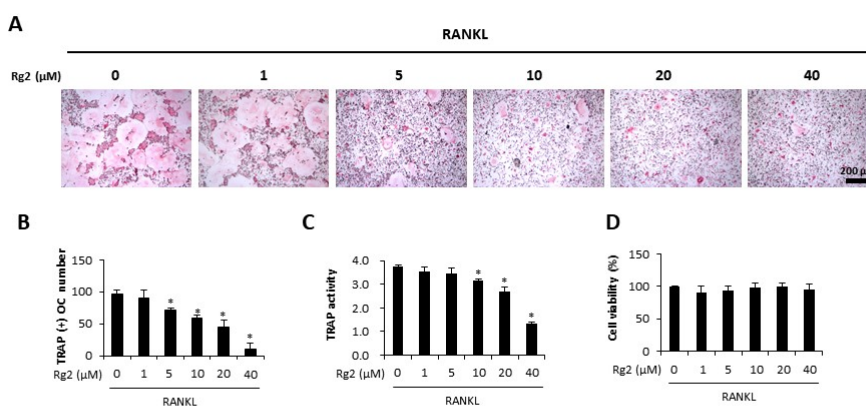 A
RANKL
Rg2 (μM) 0 1 5 10 20 40
200 μ
B
TRAP (+) OC number
150
100
50
0
* * * *
Rg2 (μM) 0 1 5 10 20 40
RANKL
C
TRAP activity
4.0
3.0
2.0
1.0
0.0
* * *
Rg2 (μM) 0 1 5 10 20 40
RANKL
D
Cell viability (%)
150
100
50
0
Rg2 (μM) 0 1 5 10 20 40
RANKL